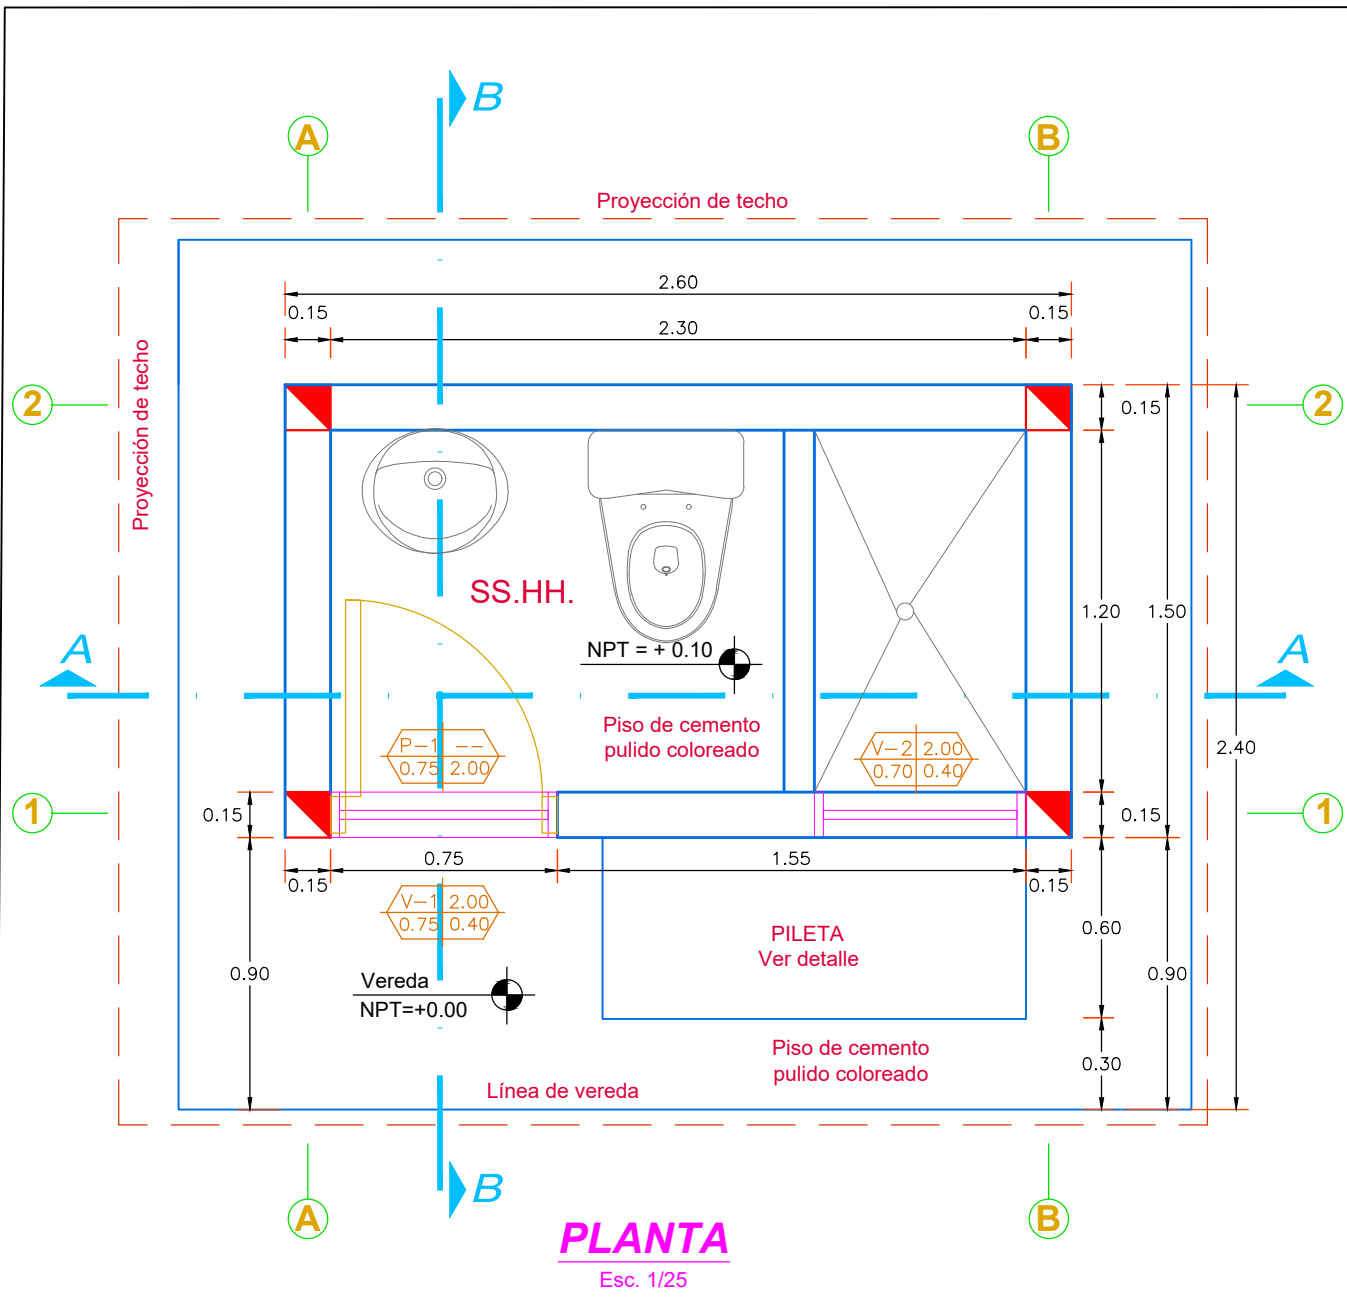 B
A
B
Proyección de techo
2.60
0.15
0.15
2.30
Proyección de techo
2
2
0.15
SS.HH.
1.20
1.50
A
A
NPT = + 0.10
Piso de cemento
pulido coloreado
P-1 --
0.75 2.00
V-2 2.00
0.70 0.40
2.40
1
1
0.15
0.15
0.75
1.55
0.15
0.15
V-1 2.00
0.75 0.40
0.60
PILETA
Ver detalle
0.90
0.90
Vereda
NPT=+0.00
Piso de cemento
pulido coloreado
0.30
Línea de vereda
B
A
B
PLANTA
Esc. 1/25